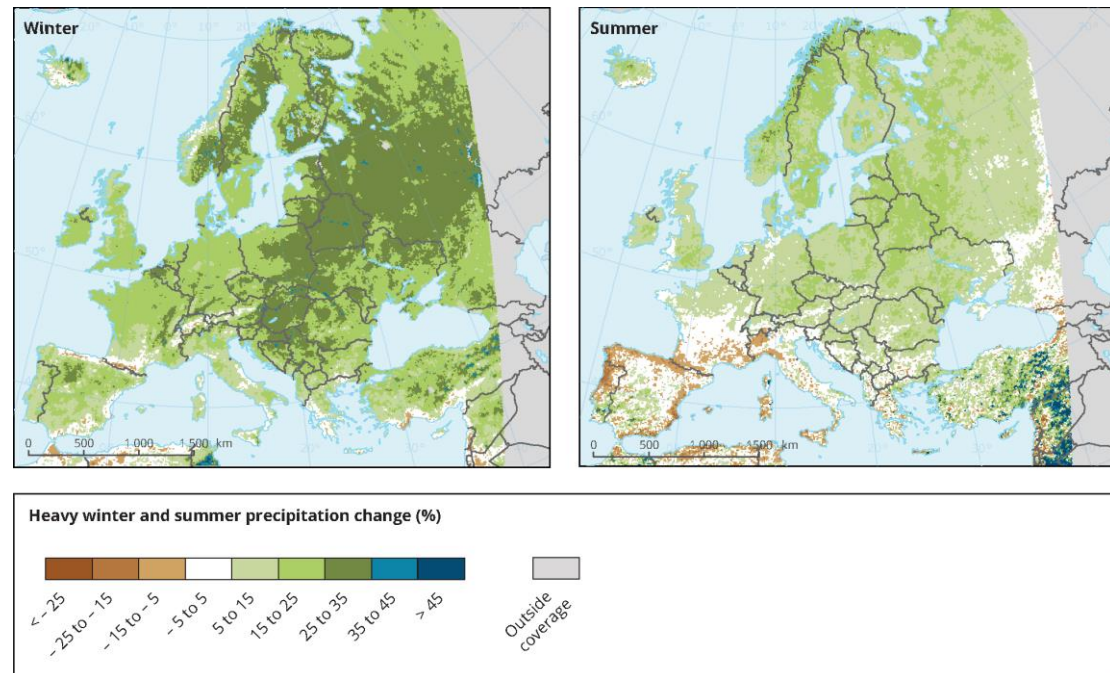 Winter
Summer
0 500 1 000 1 500 km
0 500 1 000 1 500 km
Heavy winter and summer precipitation change (%)
< – 25
– 25 to – 15
– 15 to – 5
– 5 to 5
5 to 15
15 to 25
25 to 35
35 to 45
> 45
Outside
coverage